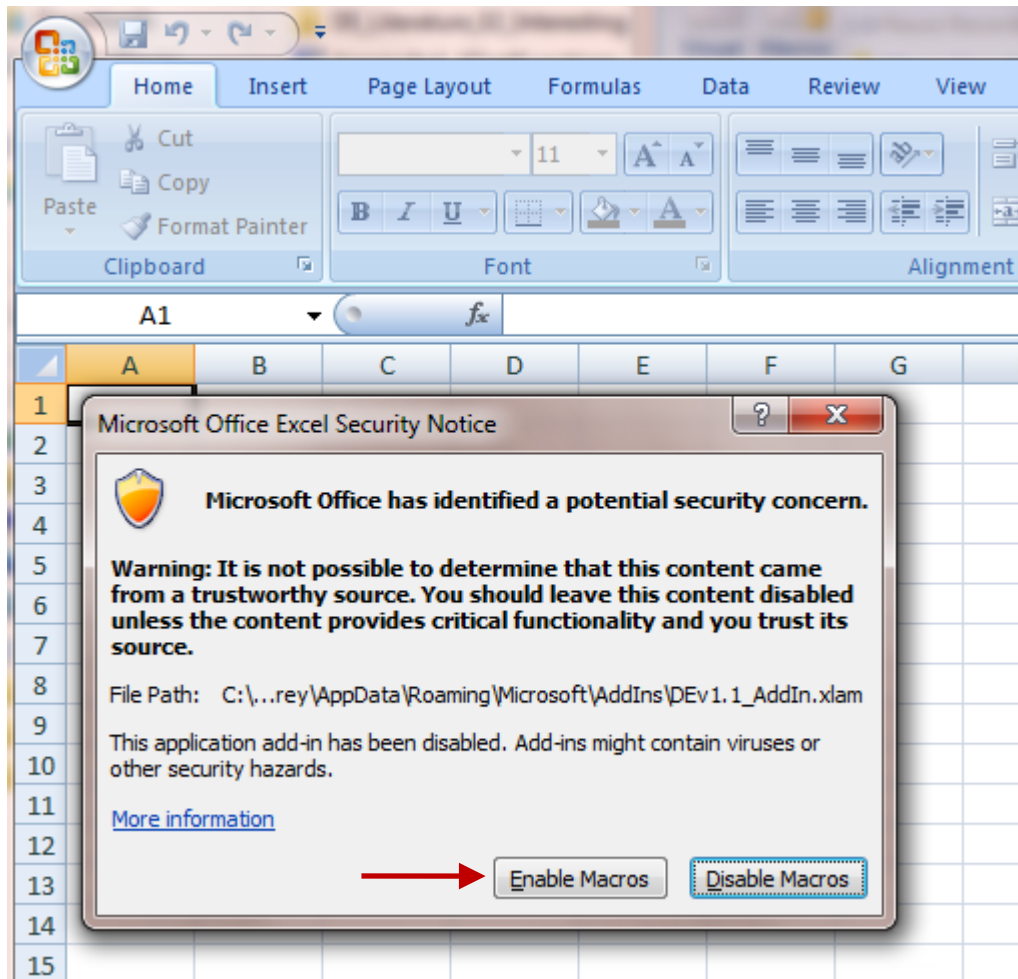 Home Insert Page Layout Formulas Data Review View
Cut
11 A A
Copy
Paste
B I U A
Format Painter
Clipboard Font Alignment
A1 fx
A B C D E F G
1
Microsoft Office Excel Security Notice ? X
2
3
Microsoft Office has identified a potential security concern.
4
5
Warning: It is not possible to determine that this content came
6
from a trustworthy source. You should leave this content disabled
unless the content provides critical functionality and you trust its
7
source.
8
File Path: C:\...rey\AppData\Roaming\Microsoft\AddIns\DEv1.1_AddIn.xlam
9
This application add-in has been disabled. Add-ins might contain viruses or
10
other security hazards.
11
More information
12
13
Enable Macros Disable Macros
14
15